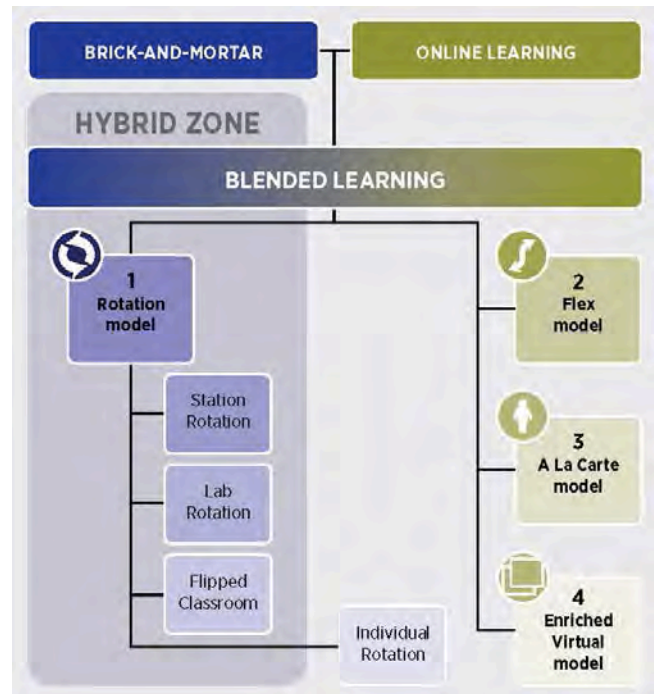 BRICK-AND-MORTAR
ONLINE LEARNING
HYBRID ZONE
BLENDED LEARNING
1
Rotation
model
Station
Rotation
Lab
Rotation
Flipped
Classroom
Individual
Rotation
2
Flex
model
3
A La Carte
model
4
Enriched
Virtual
model